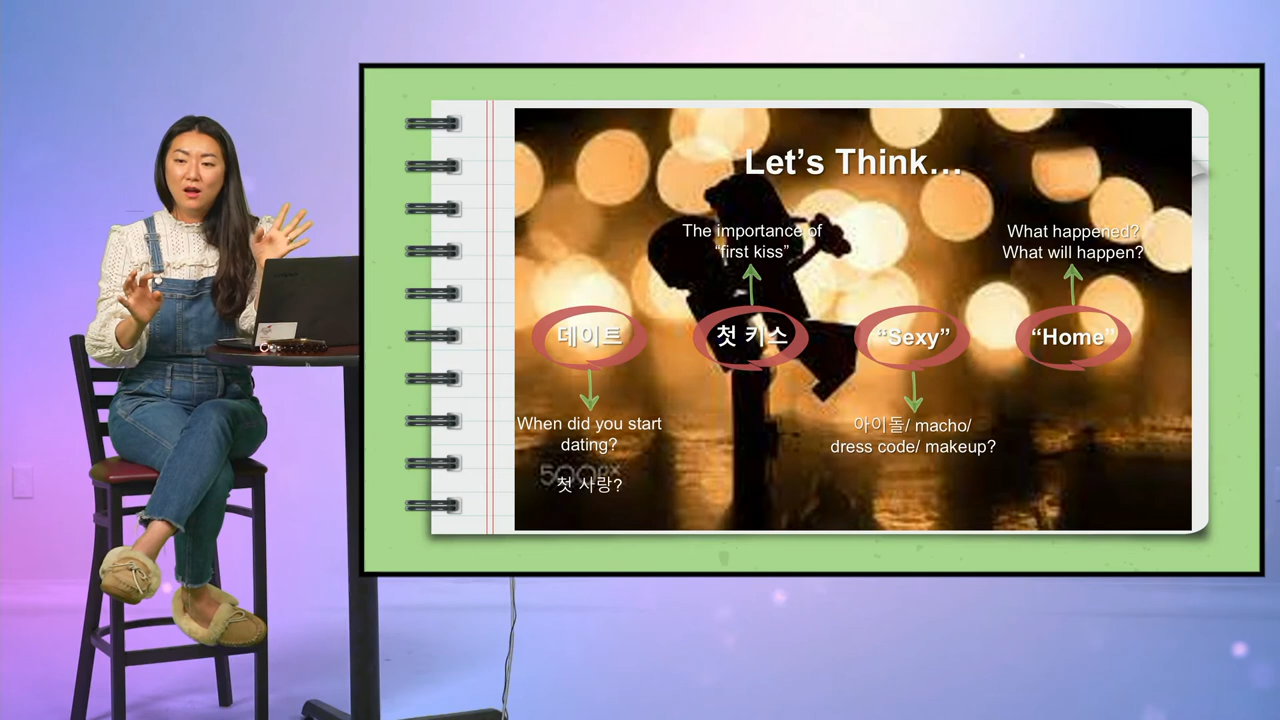 Let's Think…
The importance of
"first kiss"
What happened?
What will happen?
데이트
첫 키스
"Sexy"
"Home"
When did you start
dating?
첫 사랑?
아이돌/ macho/
dress code/ makeup?
500px